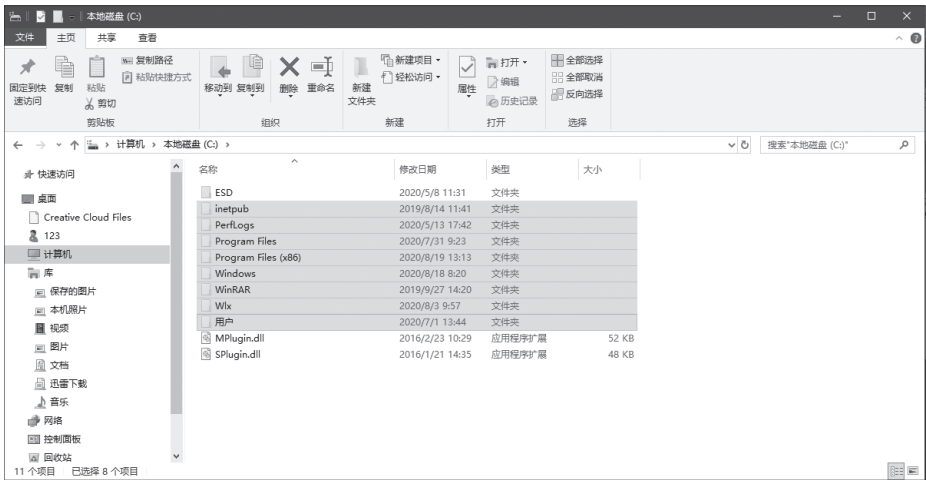 本地磁盘 (C:)
文件 主页 共享 查看
固定到快速访问
复制
粘贴
复制路径
粘贴快捷方式
剪切
剪贴板
移动到 复制到 删除 重命名
组织
新建文件夹
新建项目
轻松访问
新建
属性
打开
编辑
历史记录
打开
全部选择
全部取消
反向选择
选择
计算机 › 本地磁盘 (C:) ›
搜索"本地磁盘 (C:)"
快速访问
桌面
Creative Cloud Files
123
计算机
库
保存的图片
本机照片
视频
图片
文档
迅雷下载
音乐
网络
控制面板
回收站
名称 修改日期 类型 大小
ESD 2020/5/8 11:31 文件夹
inetpub 2019/8/14 11:41 文件夹
PerfLogs 2020/5/13 17:42 文件夹
Program Files 2020/7/31 9:23 文件夹
Program Files (x86) 2020/8/19 13:13 文件夹
Windows 2020/8/18 8:20 文件夹
WinRAR 2019/9/27 14:20 文件夹
Wlx 2020/8/3 9:57 文件夹
用户 2020/7/1 13:44 文件夹
MPlugin.dll 2016/2/23 10:29 应用程序扩展 52 KB
SPlugin.dll 2016/1/21 14:35 应用程序扩展 48 KB
11 个项目 已选择 8 个项目